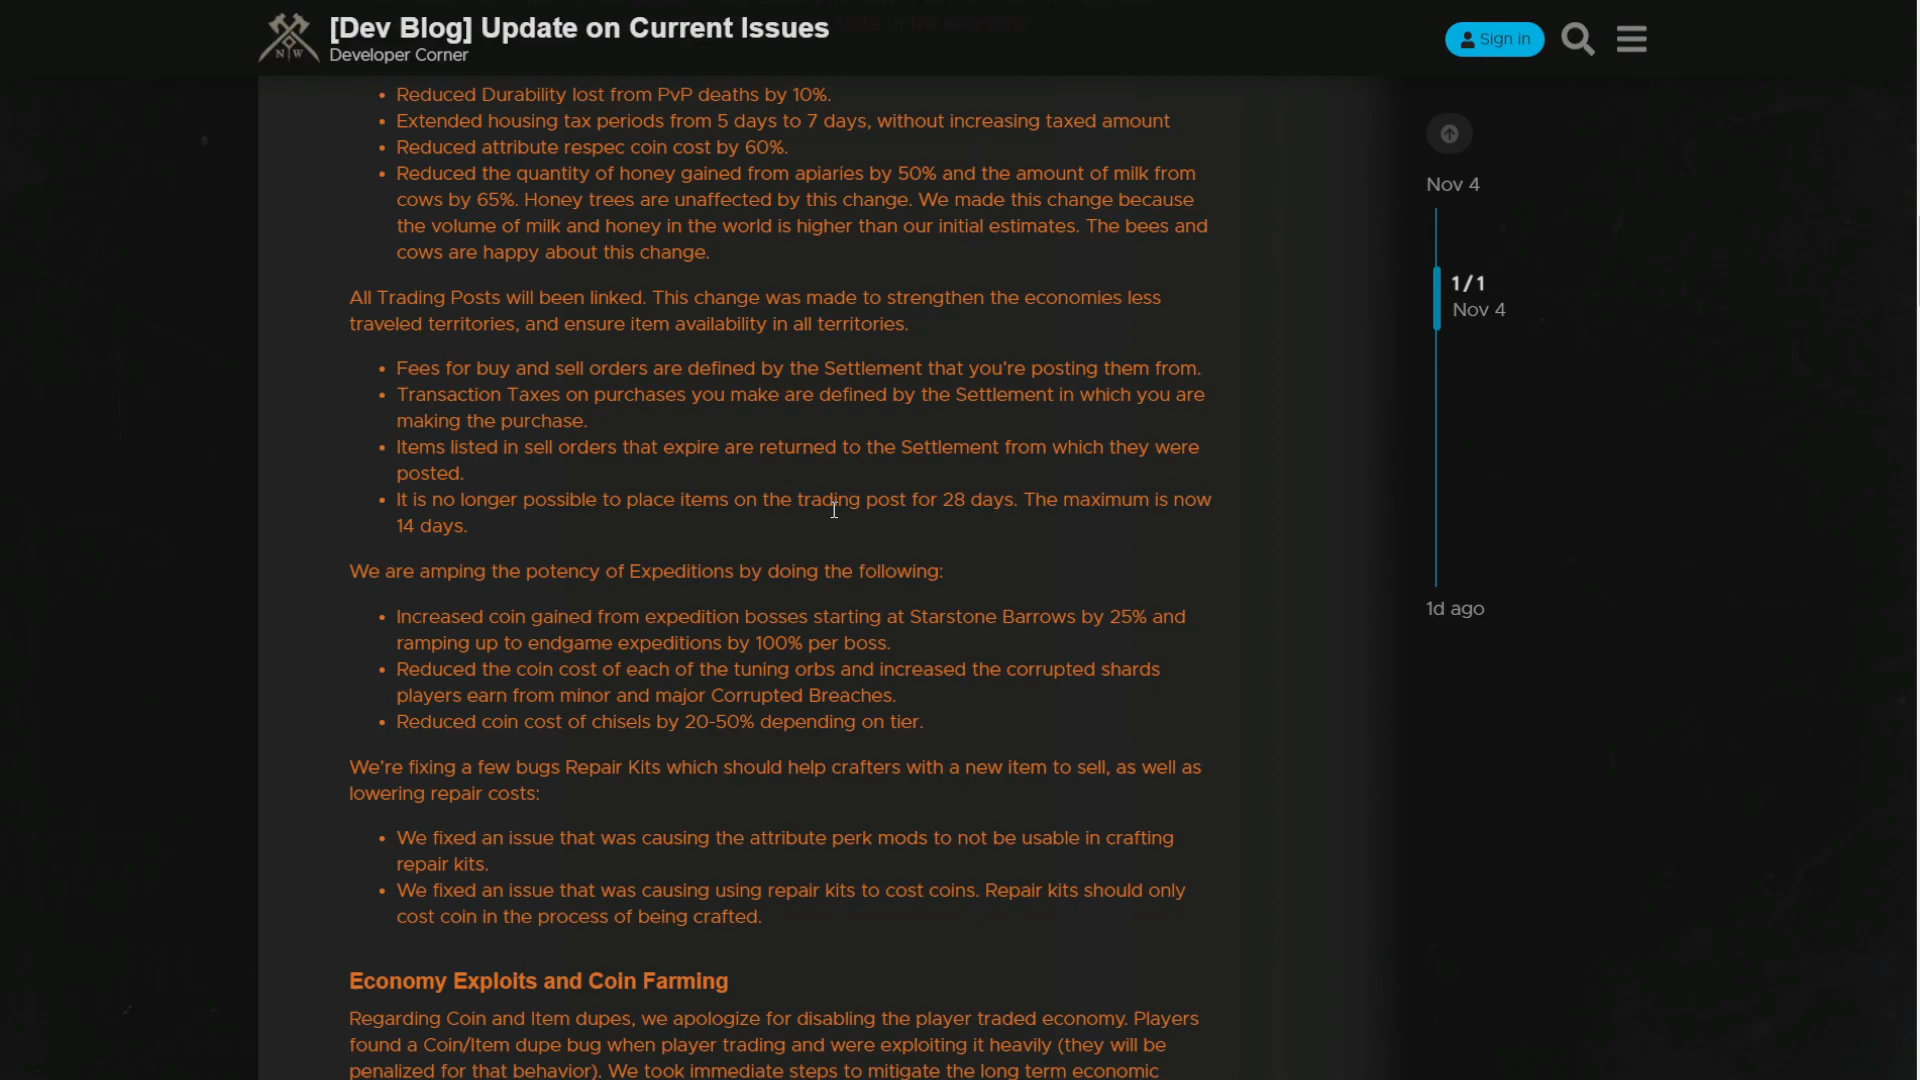 [Dev Blog] Update on Current Issues
Developer Corner
Sign in
N W
• Reduced Durability lost from PvP deaths by 10%.
• Extended housing tax periods from 5 days to 7 days, without increasing taxed amount
• Reduced attribute respec coin cost by 60%.
• Reduced the quantity of honey gained from apiaries by 50% and the amount of milk from
cows by 65%. Honey trees are unaffected by this change. We made this change because
the volume of milk and honey in the world is higher than our initial estimates. The bees and
cows are happy about this change.
All Trading Posts will been linked. This change was made to strengthen the economies less
traveled territories, and ensure item availability in all territories.
• Fees for buy and sell orders are defined by the Settlement that you’re posting them from.
• Transaction Taxes on purchases you make are defined by the Settlement in which you are
making the purchase.
• Items listed in sell orders that expire are returned to the Settlement from which they were
posted.
• It is no longer possible to place items on the trading post for 28 days. The maximum is now
14 days.
We are amping the potency of Expeditions by doing the following:
• Increased coin gained from expedition bosses starting at Starstone Barrows by 25% and
ramping up to endgame expeditions by 100% per boss.
• Reduced the coin cost of each of the tuning orbs and increased the corrupted shards
players earn from minor and major Corrupted Breaches.
• Reduced coin cost of chisels by 20-50% depending on tier.
We’re fixing a few bugs Repair Kits which should help crafters with a new item to sell, as well as
lowering repair costs:
• We fixed an issue that was causing the attribute perk mods to not be usable in crafting
repair kits.
• We fixed an issue that was causing using repair kits to cost coins. Repair kits should only
cost coin in the process of being crafted.
Economy Exploits and Coin Farming
Regarding Coin and Item dupes, we apologize for disabling the player traded economy. Players
found a Coin/Item dupe bug when player trading and were exploiting it heavily (they will be
penalized for that behavior). We took immediate steps to mitigate the long term economic
Nov 4
1 / 1
Nov 4
1d ago